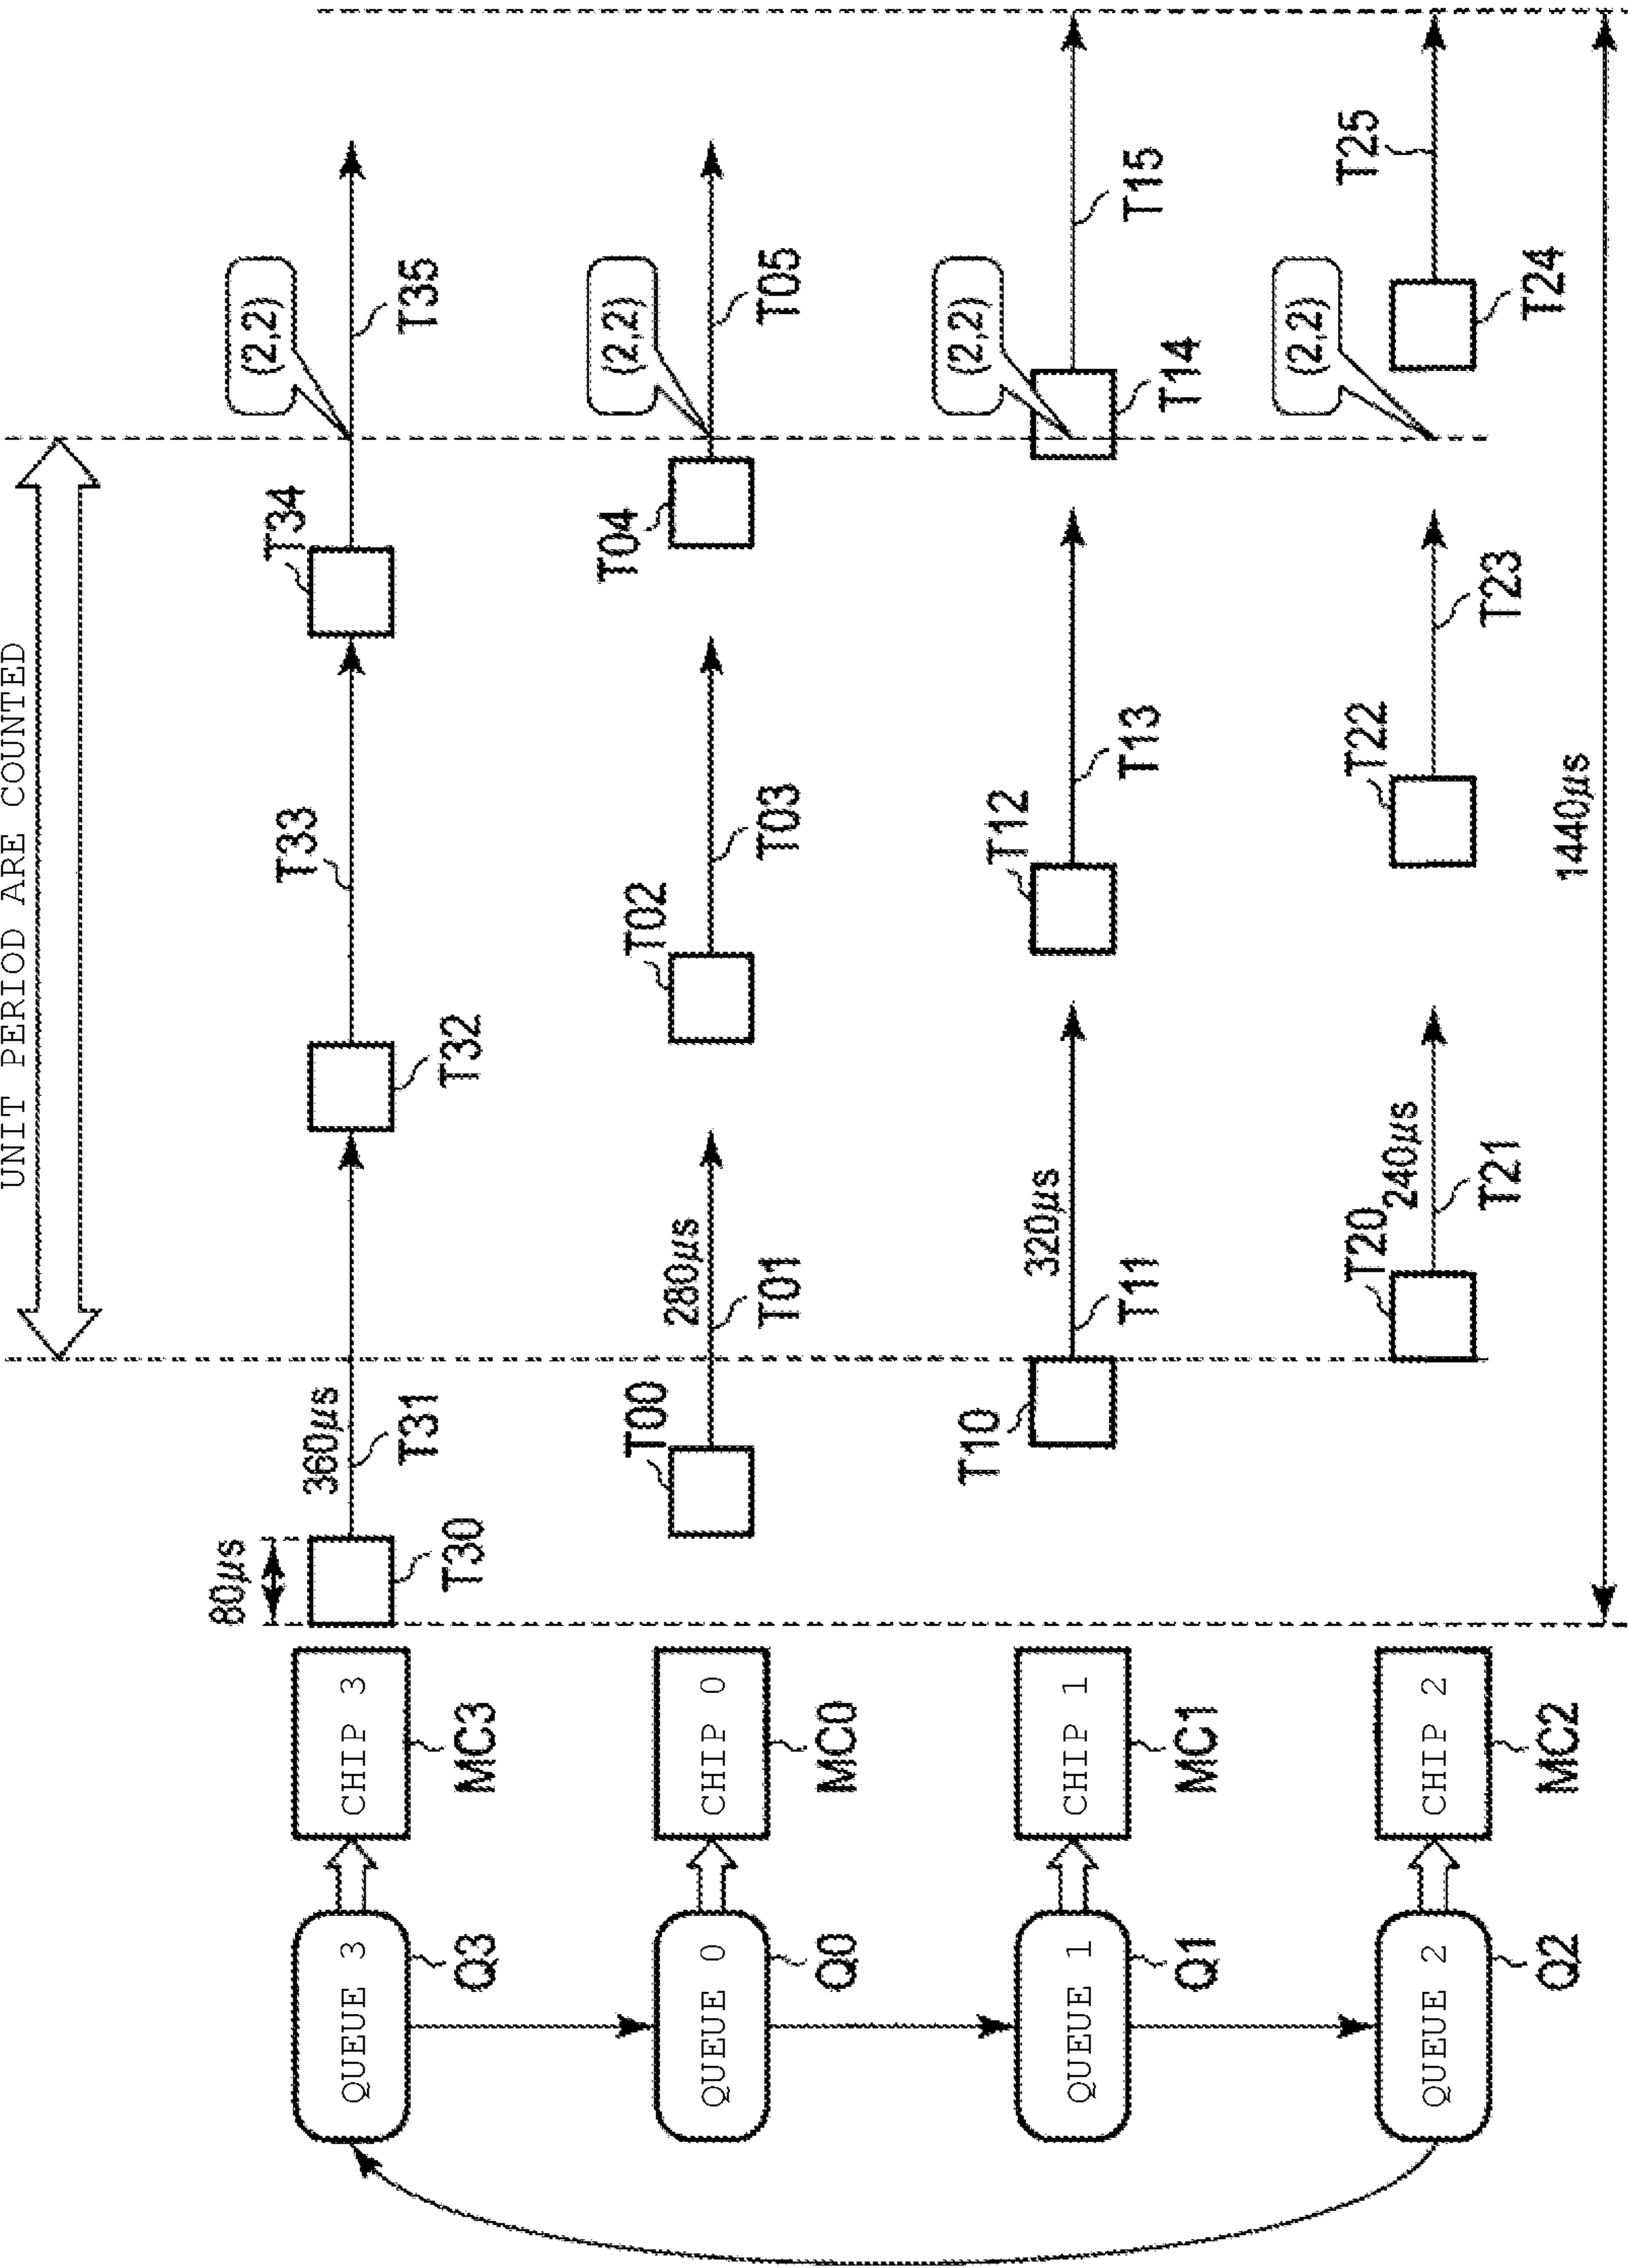 UNIT PERIOD ARE COUNTED
QUEUE 3
Q3
CHIP 3
MC3
80μs
T30
360μs
T31
T32
T33
T34
(2,2)
T35
QUEUE 0
Q0
CHIP 0
MC0
T00
280μs
T01
T02
T03
T04
(2,2)
T05
QUEUE 1
Q1
CHIP 1
MC1
T10
320μs
T11
T12
T13
(2,2)
T14
T15
QUEUE 2
Q2
CHIP 2
MC2
T20
240μs
T21
T22
T23
(2,2)
T24
T25
1440μs